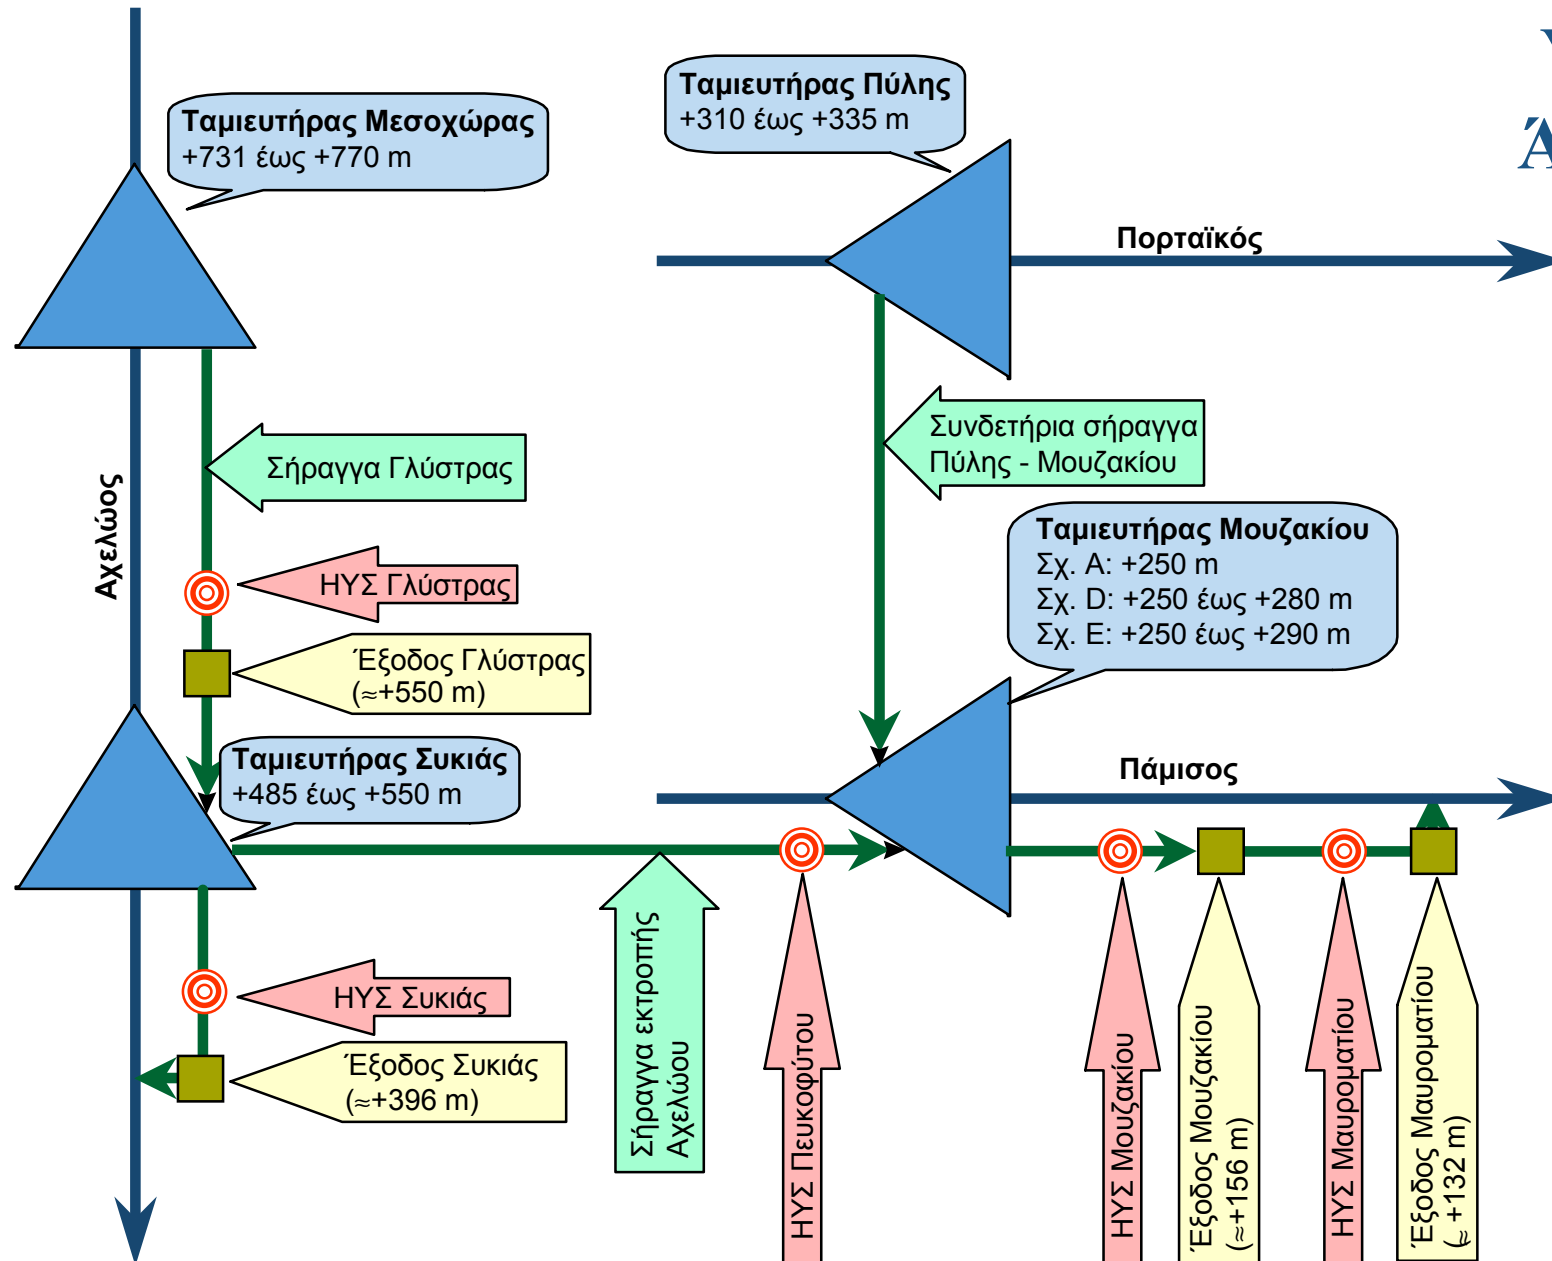 Ταμιευτήρας Μεσοχώρας
+731 έως +770 m
Ταμιευτήρας Πύλης
+310 έως +335 m
Πορταϊκός
Σήραγγα Γλύστρας
Συνδετήρια σήραγγα
Πύλης - Μουζακίου
Αχελώος
ΗΥΣ Γλύστρας
Ταμιευτήρας Μουζακίου
Σχ. A: +250 m
Σχ. D: +250 έως +280 m
Σχ. E: +250 έως +290 m
Έξοδος Γλύστρας
(≈+550 m)
Ταμιευτήρας Συκιάς
+485 έως +550 m
Πάμισος
ΗΥΣ Συκιάς
Έξοδος Συκιάς
(≈+396 m)
Σήραγγα εκτροπής
Αχελώου
ΗΥΣ Πευκοφύτου
ΗΥΣ Μουζακίου
Έξοδος Μουζακίου
(≈+156 m)
ΗΥΣ Μαυροματίου
Έξοδος Μαυροματίου
(≈ +132 m)